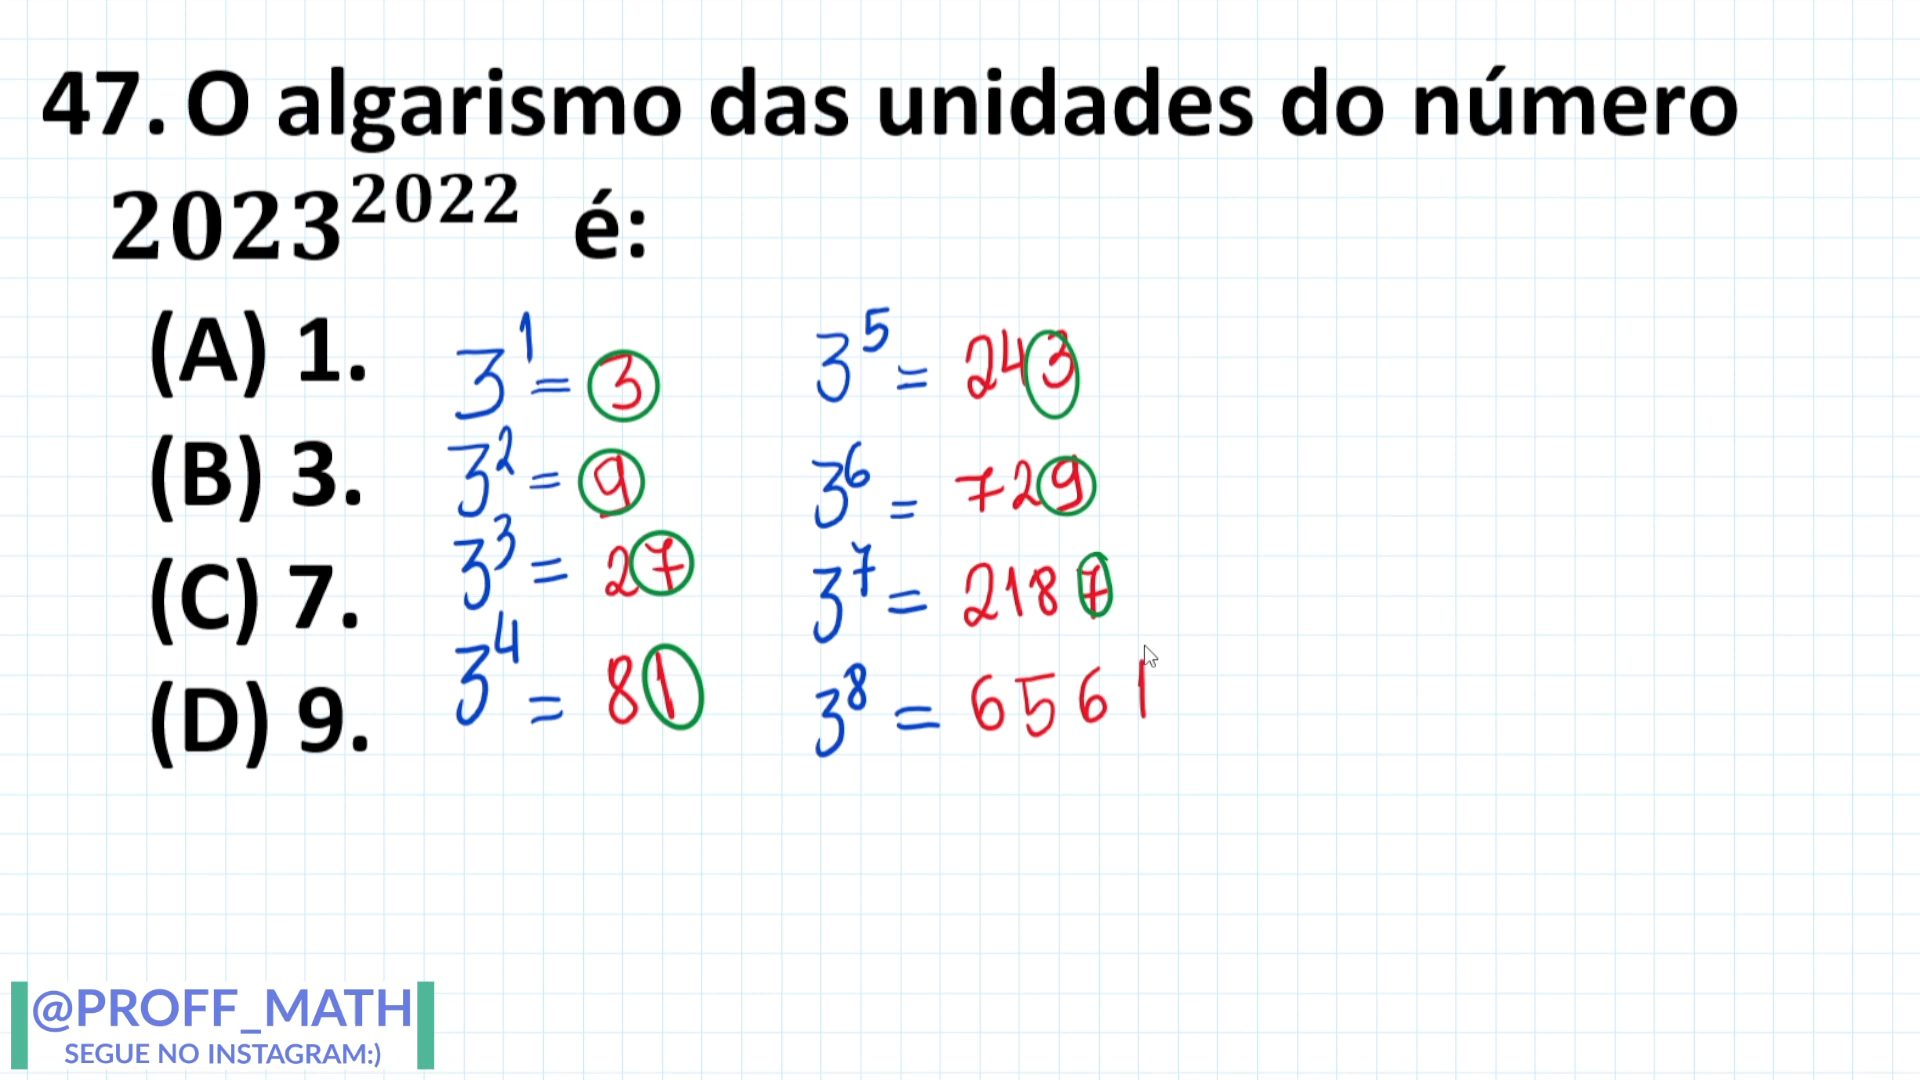 47. O algarismo das unidades do número
2023^2022 é:
(A) 1.
(B) 3.
(C) 7.
(D) 9.
3^1 = 3
3^2 = 9
3^3 = 27
3^4 = 81
3^5 = 243
3^6 = 729
3^7 = 2187
3^8 = 6561
@PROFF_MATH
SEGUE NO INSTAGRAM:)